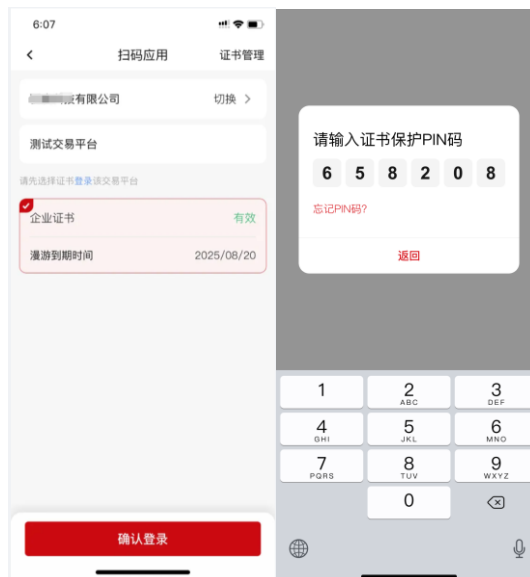 6:07
扫码应用
证书管理
有限公司
切换
测试交易平台
请先选择证书登录该交易平台
企业证书
有效
漫游到期时间
2025/08/20
确认登录
请输入证书保护PIN码
6 5 8 2 0 8
忘记PIN码?
返回
1
2
ABC
3
DEF
4
GHI
5
JKL
6
MNO
7
PQRS
8
TUV
9
WXYZ
0